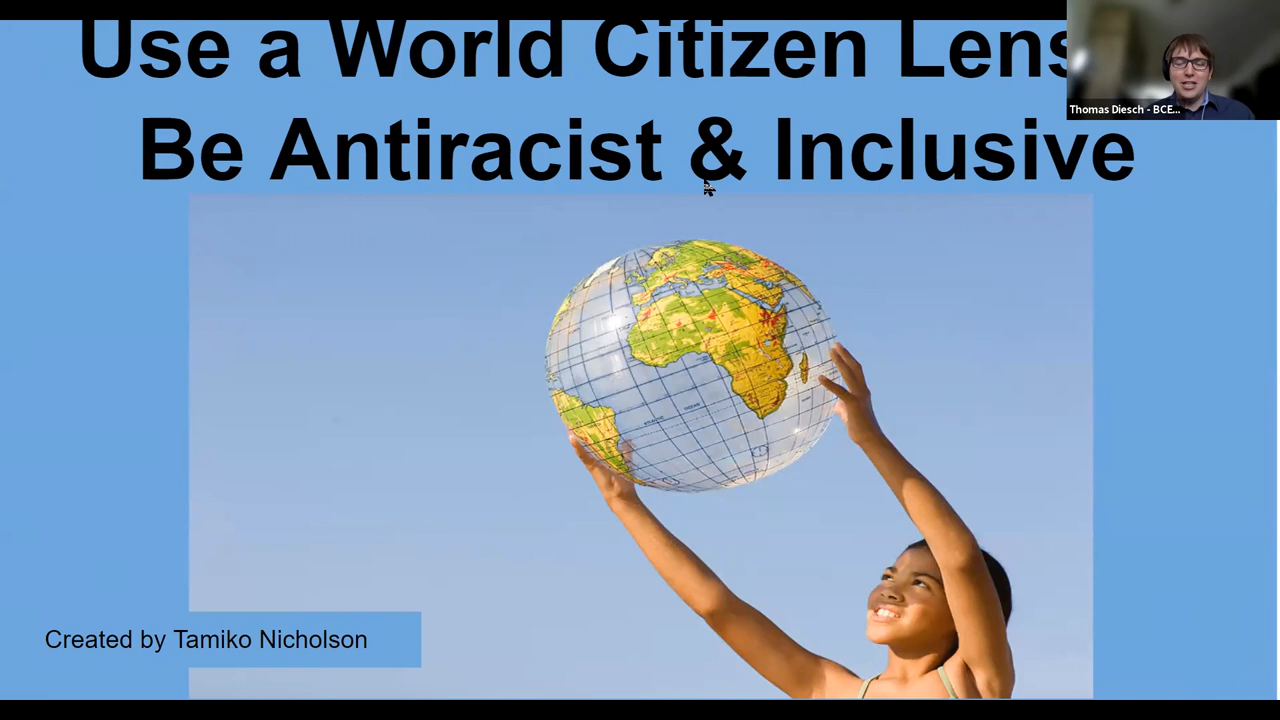 Use a World Citizen Lens
Be Antiracist & Inclusive
Thomas Diesch - BCE...
Created by Tamiko Nicholson